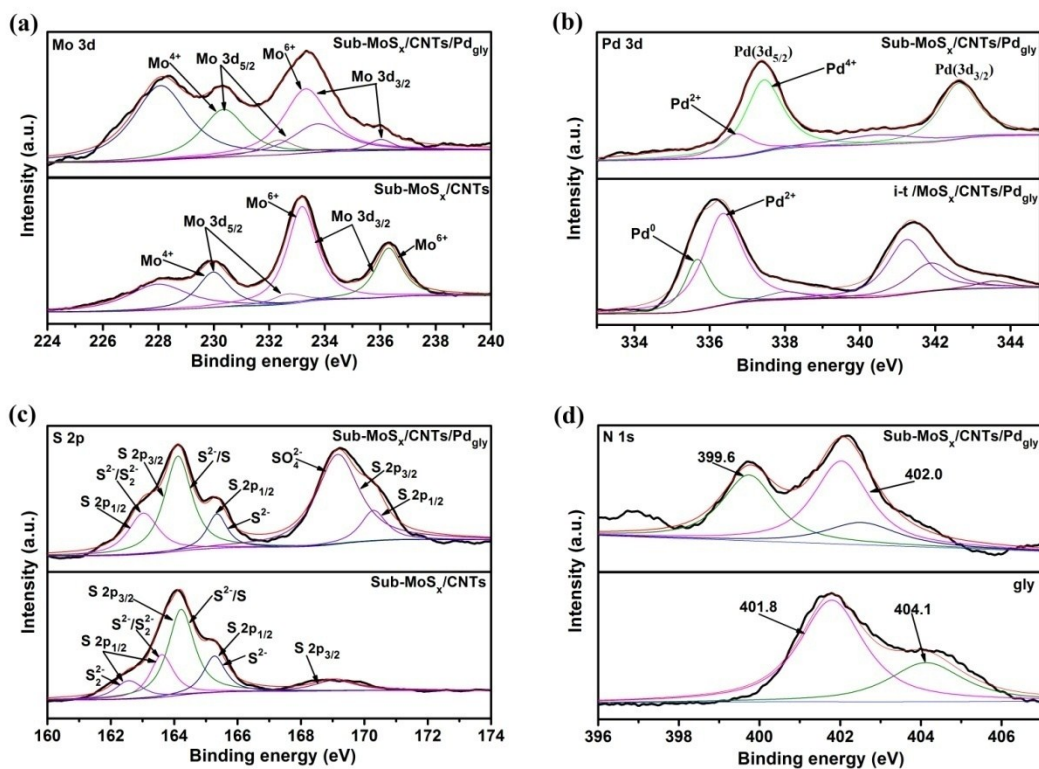 (a)
Mo 3d
Sub-MoSₓ/CNTs/Pd_gly
Mo⁴⁺
Mo 3d₅/₂
Mo⁶⁺
Mo 3d₃/₂
Sub-MoSₓ/CNTs
Mo⁴⁺
Mo 3d₅/₂
Mo⁶⁺
Mo 3d₃/₂
Mo⁶⁺
Intensity (a.u.)
224 226 228 230 232 234 236 238 240
Binding energy (eV)
(b)
Pd 3d
Sub-MoSₓ/CNTs/Pd_gly
Pd(3d₅/₂)
Pd(3d₃/₂)
Pd⁴⁺
Pd²⁺
i-t /MoSₓ/CNTs/Pd_gly
Pd²⁺
Pd⁰
Intensity (a.u.)
334 336 338 340 342 344
Binding energy (eV)
(c)
S 2p
Sub-MoSₓ/CNTs/Pd_gly
S 2p₃/₂
S²⁻/S
S²⁻/S₂²⁻
S 2p₁/₂
S 2p₁/₂
S²⁻
SO₄²⁻
S 2p₃/₂
S 2p₁/₂
Sub-MoSₓ/CNTs
S 2p₃/₂
S²⁻/S
S²⁻/S₂²⁻
S 2p₁/₂
S₂²⁻
S 2p₁/₂
S²⁻
S 2p₃/₂
Intensity (a.u.)
160 162 164 166 168 170 172 174
Binding energy (eV)
(d)
N 1s
Sub-MoSₓ/CNTs/Pd_gly
399.6
402.0
gly
401.8
404.1
Intensity (a.u.)
396 398 400 402 404 406
Binding energy (eV)